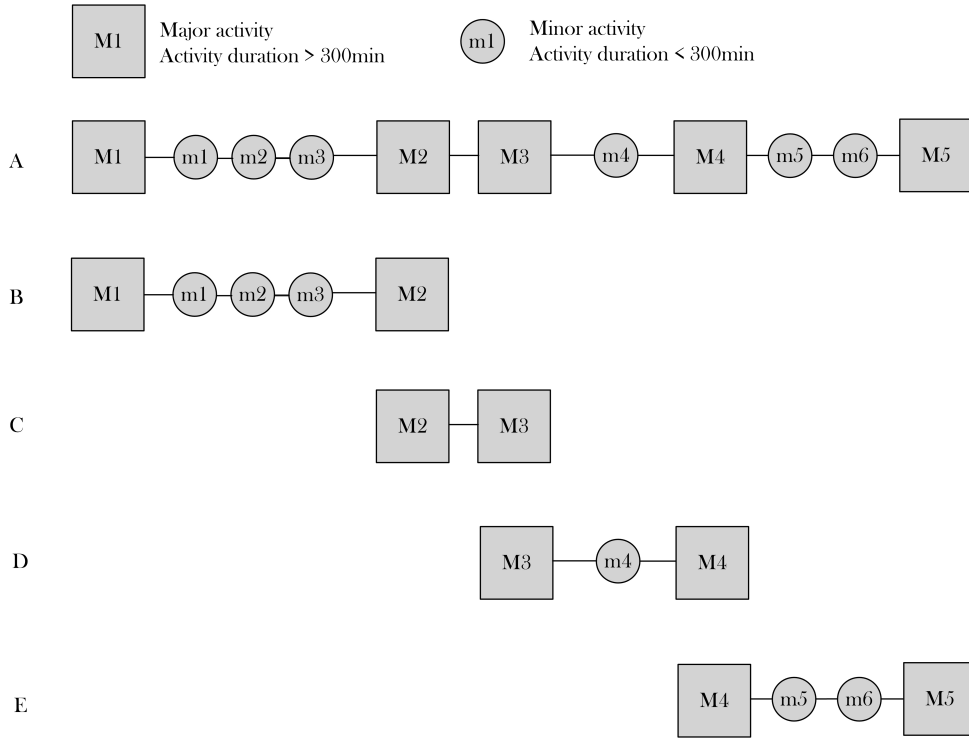 M1 Major activity m1 Minor activity
Activity duration > 300min Activity duration < 300min
A M1 m1 m2 m3 M2 M3 m4 M4 m5 m6 M5
B M1 m1 m2 m3 M2
C M2 M3
D M3 m4 M4
E M4 m5 m6 M5